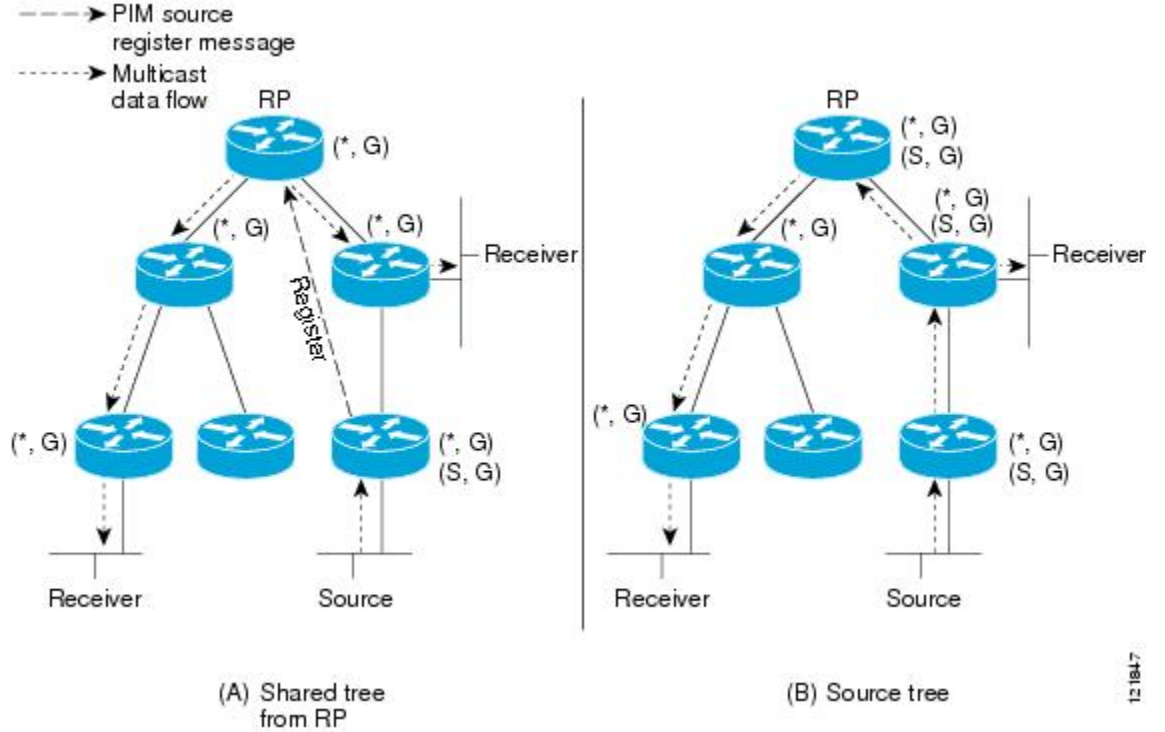 PIM source
register message
Multicast
data flow
RP
(*, G)
(*, G)
(*, G)
Receiver
Register
(*, G)
(*, G)
(S, G)
Receiver
Source
(A) Shared tree
from RP
RP
(*, G)
(S, G)
(*, G)
(*, G)
(S, G)
Receiver
(*, G)
(*, G)
(S, G)
Receiver
Source
(B) Source tree
121847